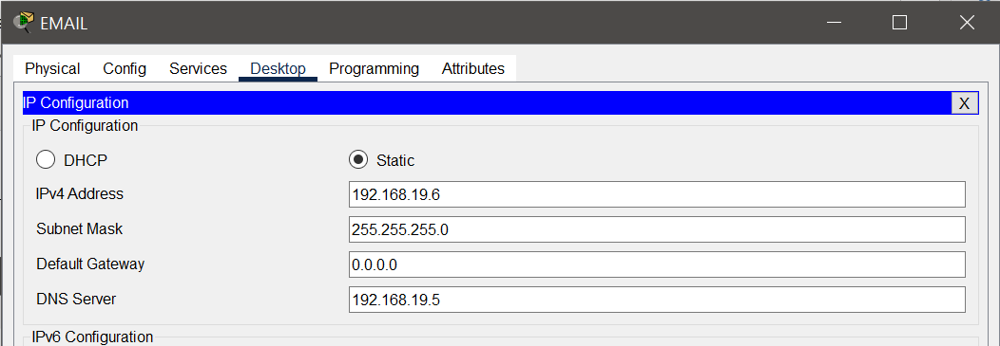 EMAIL
Physical Config Services Desktop Programming Attributes
IP Configuration X
IP Configuration
DHCP Static
IPv4 Address 192.168.19.6
Subnet Mask 255.255.255.0
Default Gateway 0.0.0.0
DNS Server 192.168.19.5
IPv6 Configuration